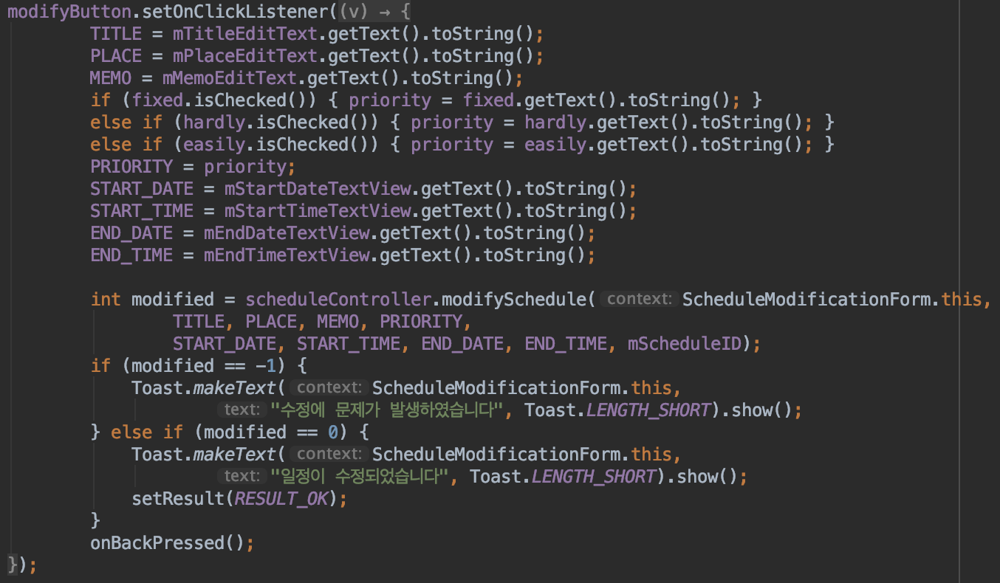 modifyButton.setOnClickListener((v) → {
TITLE = mTitleEditText.getText().toString();
PLACE = mPlaceEditText.getText().toString();
MEMO = mMemoEditText.getText().toString();
if (fixed.isChecked()) { priority = fixed.getText().toString(); }
else if (hardly.isChecked()) { priority = hardly.getText().toString(); }
else if (easily.isChecked()) { priority = easily.getText().toString(); }
PRIORITY = priority;
START_DATE = mStartDateTextView.getText().toString();
START_TIME = mStartTimeTextView.getText().toString();
END_DATE = mEndDateTextView.getText().toString();
END_TIME = mEndTimeTextView.getText().toString();
int modified = scheduleController.modifySchedule( context: ScheduleModificationForm.this,
TITLE, PLACE, MEMO, PRIORITY,
START_DATE, START_TIME, END_DATE, END_TIME, mScheduleID);
if (modified == -1) {
Toast.makeText( context: ScheduleModificationForm.this,
text: "수정에 문제가 발생하였습니다", Toast.LENGTH_SHORT).show();
} else if (modified == 0) {
Toast.makeText( context: ScheduleModificationForm.this,
text: "일정이 수정되었습니다", Toast.LENGTH_SHORT).show();
setResult(RESULT_OK);
}
onBackPressed();
});